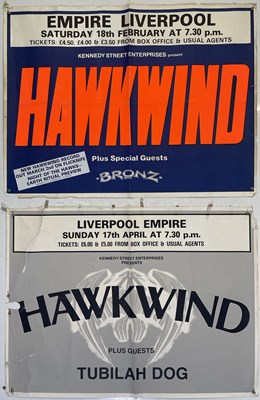 EMPIRE LIVERPOOL
SATURDAY 18th FEBRUARY AT 7.30 p.m.
TICKETS: £4.50, £4.00 & £3.50 FROM BOX OFFICE & USUAL AGENTS
KENNEDY STREET ENTERPRISES present
HAWKWIND
NEW HAWKWIND RECORD
OUT MARCH 2nd ON FLICKNIFE
NIGHT OF THE HAWKS–
EARTH RITUAL PREVIEW
Plus Special Guests
BRONZ
LIVERPOOL EMPIRE
SUNDAY 17th APRIL AT 7.30 p.m.
TICKETS: £6.00 & £5.00 FROM BOX OFFICE & USUAL AGENTS
KENNEDY STREET ENTERPRISES
PRESENTS
HAWKWIND
PLUS GUESTS
TUBILAH DOG